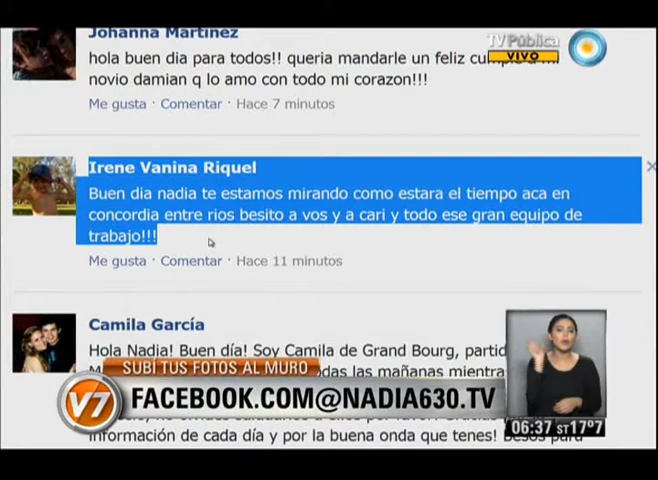 Johanna Martinez
TV Pública
VIVO
hola buen dia para todos!! queria mandarle un feliz
novio damian q lo amo con todo mi corazon!!!
Me gusta · Comentar · Hace 7 minutos
Irene Vanina Riquel
Buen dia nadia te estamos mirando como estara el tiempo aca en
concordia entre rios besito a vos y a cari y todo ese gran equipo de
trabajo!!!
Me gusta · Comentar · Hace 11 minutos
Camila García
Hola Nadia! Buen día! Soy Camila de Grand Bourg,
SUBÍ TUS FOTOS AL MURO
todas las mañanas
V7
FACEBOOK.COM@NADIA630.TV
información de cada día y por la buena onda que tenes!
06:37 ST 17º7